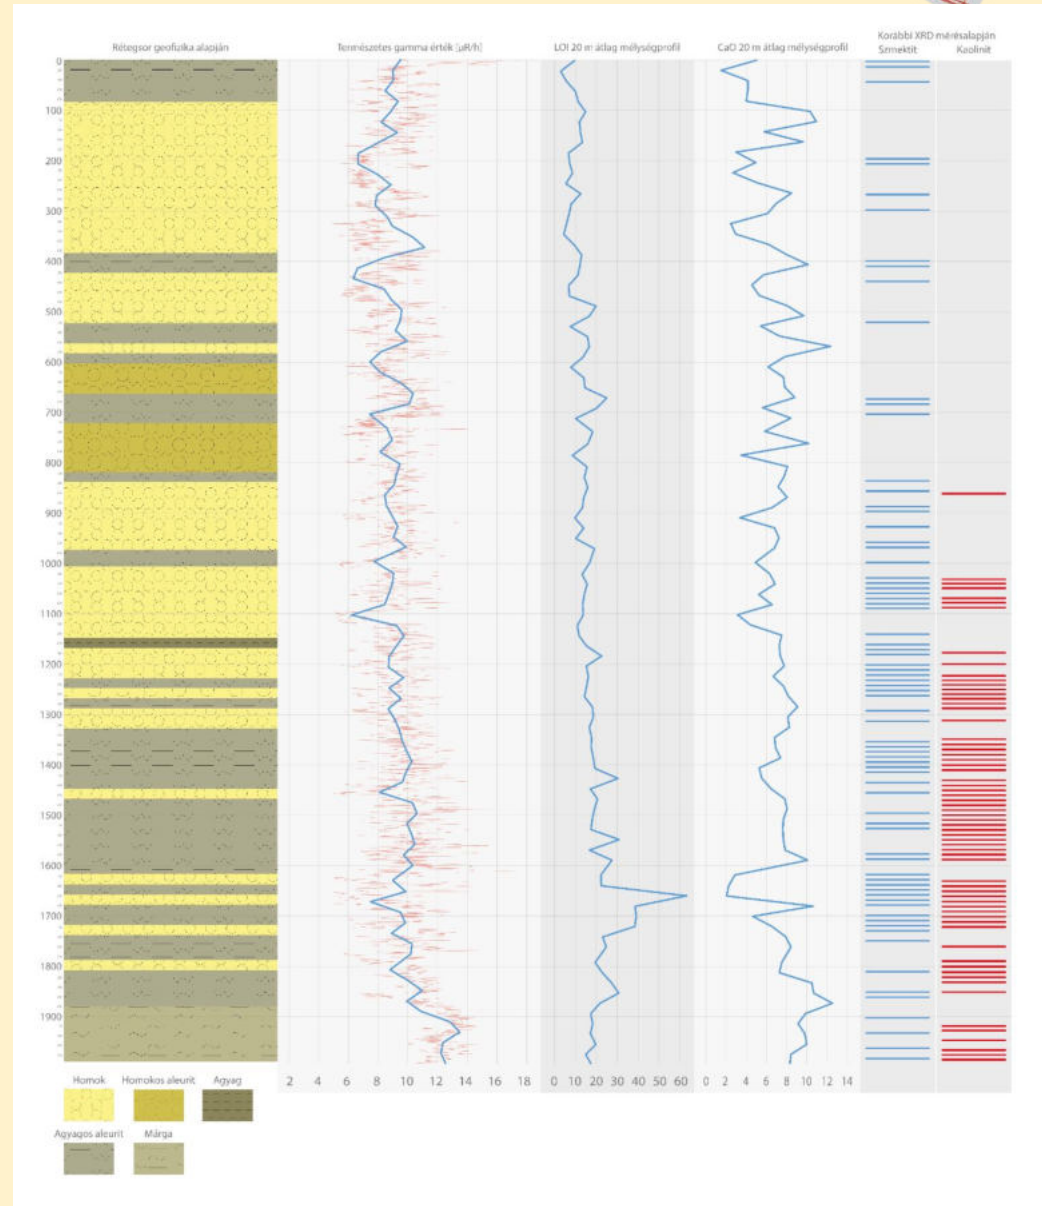 Korábbi XRD mérésalapján
Rétegsor geofizika alapján
Természetes gamma érték [µR/h]
LOI 20 m átlag mélységprofil
CaO 20 m átlag mélységprofil
Szmektit
Kaolinit
0
100
200
300
400
500
600
700
800
900
1000
1100
1200
1300
1400
1500
1600
1700
1800
1900
2 4 6 8 10 12 14 16 18
0 10 20 30 40 50 60
0 2 4 6 8 10 12 14
Homok
Homokos aleurit
Agyag
Agyagos aleurit
Márga